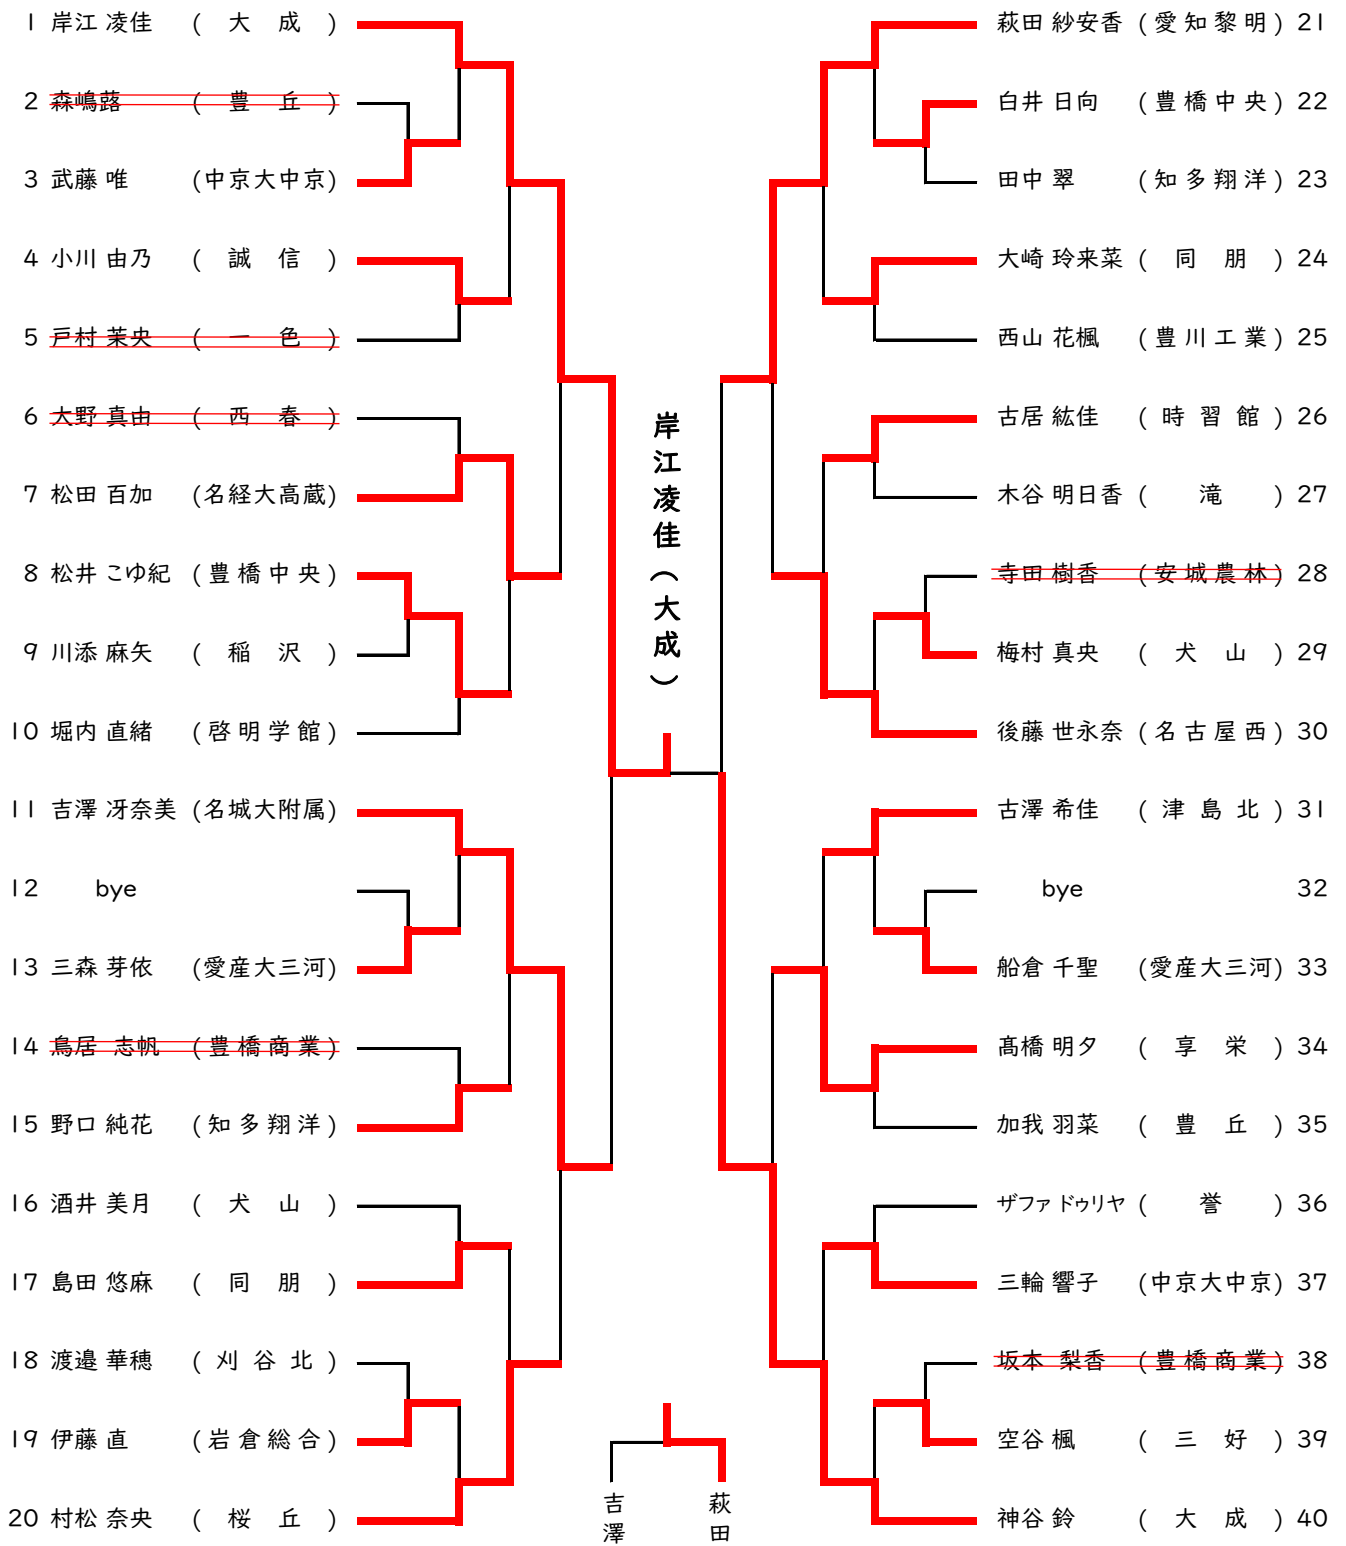 1 岸江 凌佳 ( 大 成 )
2 森嶋蕗 ( 豊 丘 )
3 武藤 唯 (中京大中京)
4 小川 由乃 ( 誠 信 )
5 戸村 茉央 ( 一 色 )
6 大野 真由 ( 西 春 )
7 松田 百加 (名経大高蔵)
8 松井 こゆ紀 (豊橋中央)
9 川添 麻矢 ( 稲 沢 )
10 堀内 直緒 (啓明学館)
11 吉澤 冴奈美 (名城大附属)
12 bye
13 三森 芽依 (愛産大三河)
14 鳥居 志帆 (豊橋商業)
15 野口 純花 (知多翔洋)
16 酒井 美月 ( 犬 山 )
17 島田 悠麻 ( 同 朋 )
18 渡邉 華穂 ( 刈 谷 北 )
19 伊藤 直 (岩倉総合)
20 村松 奈央 ( 桜 丘 )
岸江凌佳(大成)
吉澤
萩田
萩田 紗安香 (愛知黎明) 21
白井 日向 (豊橋中央) 22
田中 翠 (知多翔洋) 23
大崎 玲来菜 ( 同 朋 ) 24
西山 花楓 (豊川工業) 25
古居 紘佳 ( 時 習 館 ) 26
木谷 明日香 ( 滝 ) 27
寺田 樹香 (安城農林) 28
梅村 真央 ( 犬 山 ) 29
後藤 世永奈 (名古屋西) 30
古澤 希佳 ( 津 島 北 ) 31
bye 32
船倉 千聖 (愛産大三河) 33
髙橋 明夕 ( 享 栄 ) 34
加我 羽菜 ( 豊 丘 ) 35
ザファ ドゥリヤ ( 誉 ) 36
三輪 響子 (中京大中京) 37
坂本 梨香 (豊橋商業) 38
空谷 楓 ( 三 好 ) 39
神谷 鈴 ( 大 成 ) 40